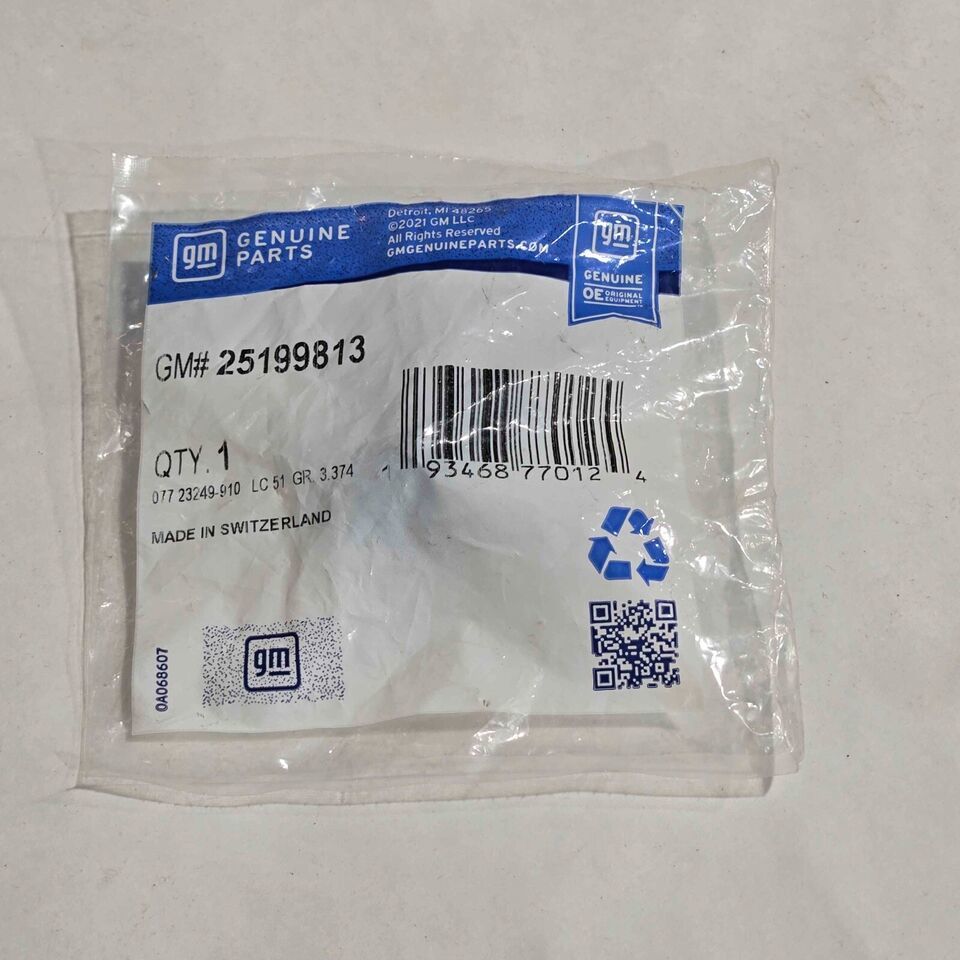 gm GENUINE PARTS
Detroit, MI 48265
©2021 GM LLC
All Rights Reserved
GMGENUINEPARTS.COM
gm
GENUINE
OE ORIGINAL EQUIPMENT™
GM# 25199813
QTY. 1
077 23249-910 LC 51 GR. 3.374
1 93468 77012 4
MADE IN SWITZERLAND
0A068607
gm